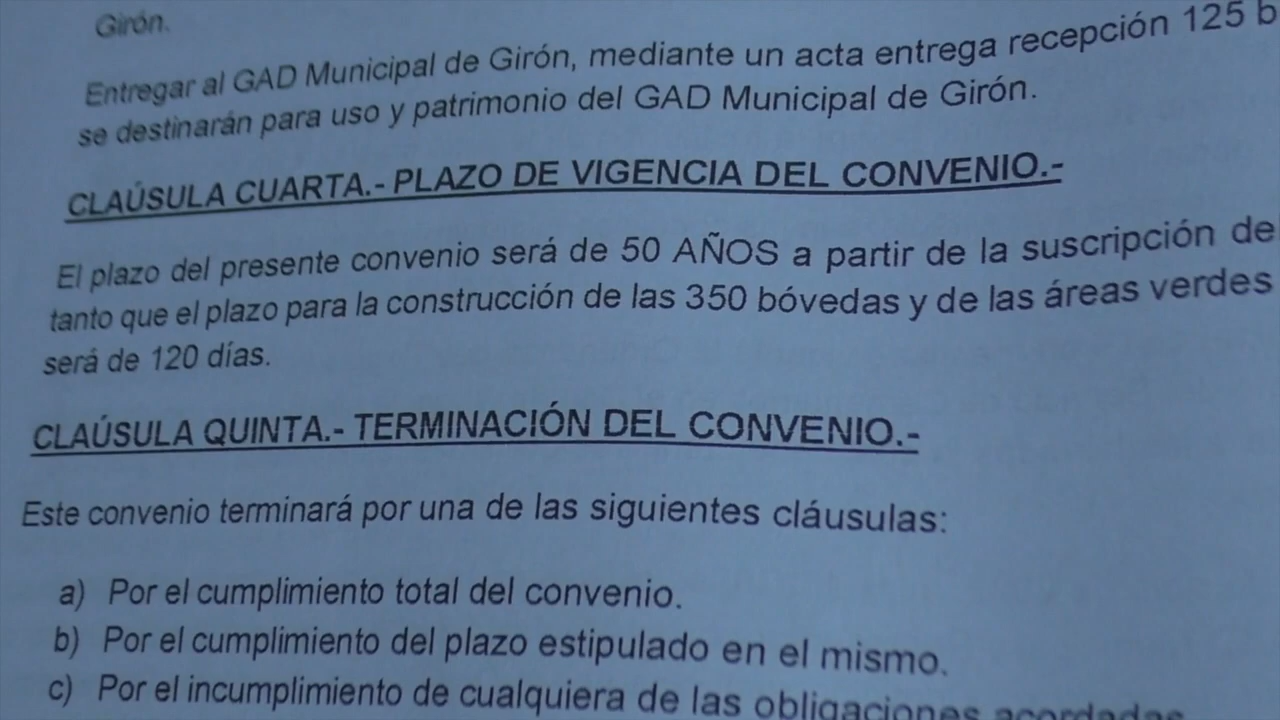 Girón.
Entregar al GAD Municipal de Girón, mediante un acta entrega recepción 125 b
se destinarán para uso y patrimonio del GAD Municipal de Girón.
CLAÚSULA CUARTA.- PLAZO DE VIGENCIA DEL CONVENIO.-
El plazo del presente convenio será de 50 AÑOS a partir de la suscripción de
tanto que el plazo para la construcción de las 350 bóvedas y de las áreas verdes
será de 120 días.
CLAÚSULA QUINTA.- TERMINACIÓN DEL CONVENIO.-
Este convenio terminará por una de las siguientes cláusulas:
a) Por el cumplimiento total del convenio.
b) Por el cumplimiento del plazo estipulado en el mismo.
c) Por el incumplimiento de cualquiera de las obligaciones acordadas